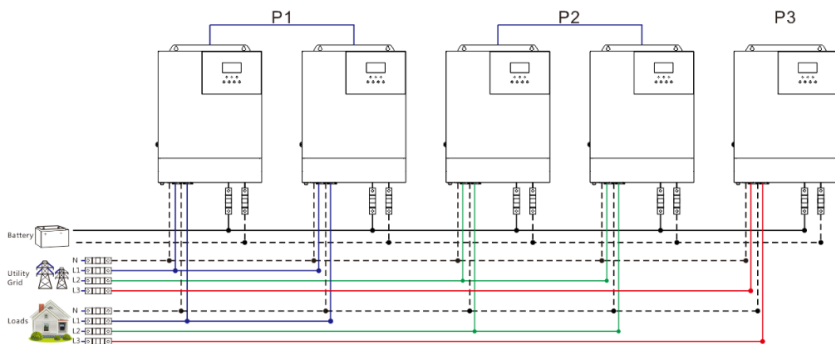 P1
P2
P3
Battery
Utility
Grid
N
L1
L2
L3
Loads
N
L1
L2
L3